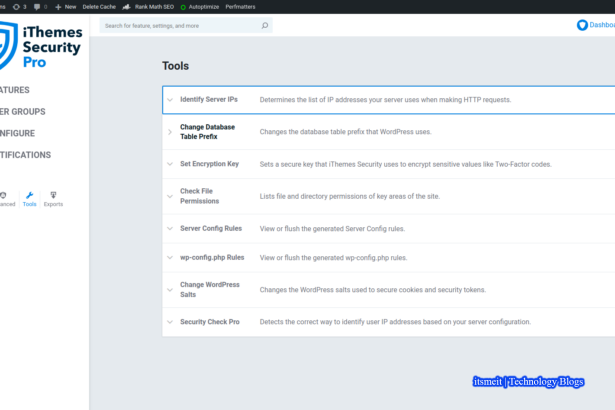 ns 3 0 New Delete Cache Rank Math SEO Autoptimize Perfmatters
iThemes
Security
Pro
Search for feature, settings, and more
Dashboa
Tools
ATURES
ER GROUPS
NFIGURE
TIFICATIONS
anced Tools Exports
Identify Server IPs Determines the list of IP addresses your server uses when making HTTP requests.
Change Database
Table Prefix
Changes the database table prefix that WordPress uses.
Set Encryption Key Sets a secure key that iThemes Security uses to encrypt sensitive values like Two-Factor codes.
Check File
Permissions
Lists file and directory permissions of key areas of the site.
Server Config Rules View or flush the generated Server Config rules.
wp-config.php Rules View or flush the generated wp-config.php rules.
Change WordPress
Salts
Changes the WordPress salts used to secure cookies and security tokens.
Security Check Pro Detects the correct way to identify user IP addresses based on your server configuration.
itsmeit | Technology Blogs